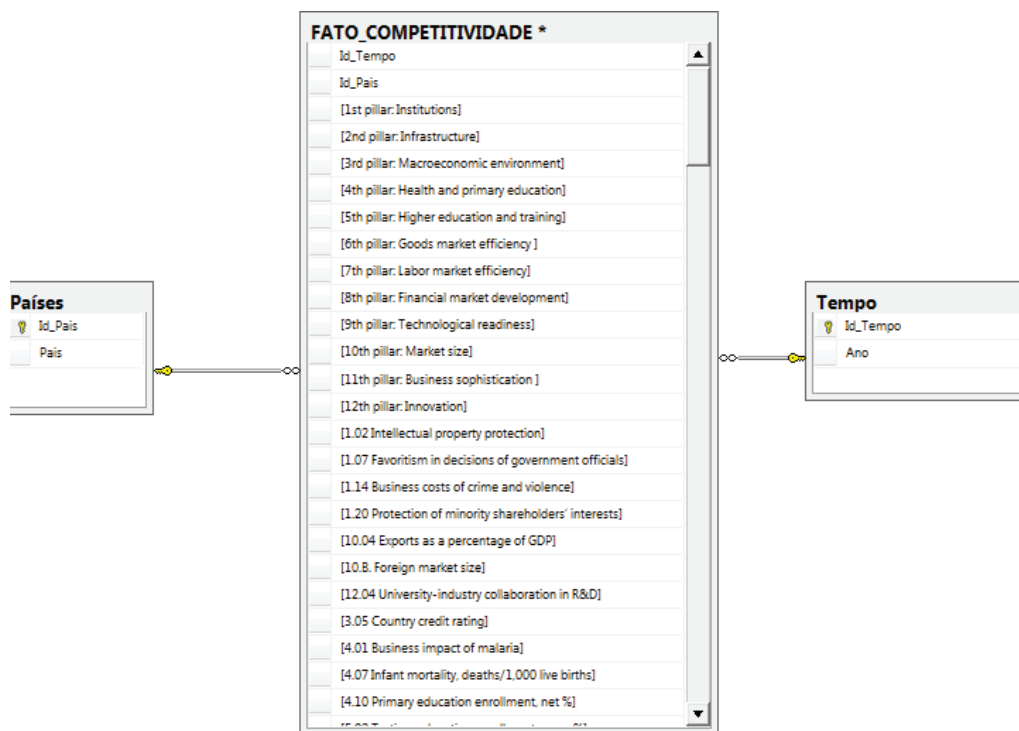 FATO_COMPETITIVIDADE *
Id_Tempo
Id_Pais
[1st pillar: Institutions]
[2nd pillar: Infrastructure]
[3rd pillar: Macroeconomic environment]
[4th pillar: Health and primary education]
[5th pillar: Higher education and training]
[6th pillar: Goods market efficiency ]
[7th pillar: Labor market efficiency]
[8th pillar: Financial market development]
[9th pillar: Technological readiness]
[10th pillar: Market size]
[11th pillar: Business sophistication ]
[12th pillar: Innovation]
[1.02 Intellectual property protection]
[1.07 Favoritism in decisions of government officials]
[1.14 Business costs of crime and violence]
[1.20 Protection of minority shareholders’ interests]
[10.04 Exports as a percentage of GDP]
[10.B. Foreign market size]
[12.04 University-industry collaboration in R&D]
[3.05 Country credit rating]
[4.01 Business impact of malaria]
[4.07 Infant mortality, deaths/1,000 live births]
[4.10 Primary education enrollment, net %]
Países
Id_Pais
Pais
Tempo
Id_Tempo
Ano